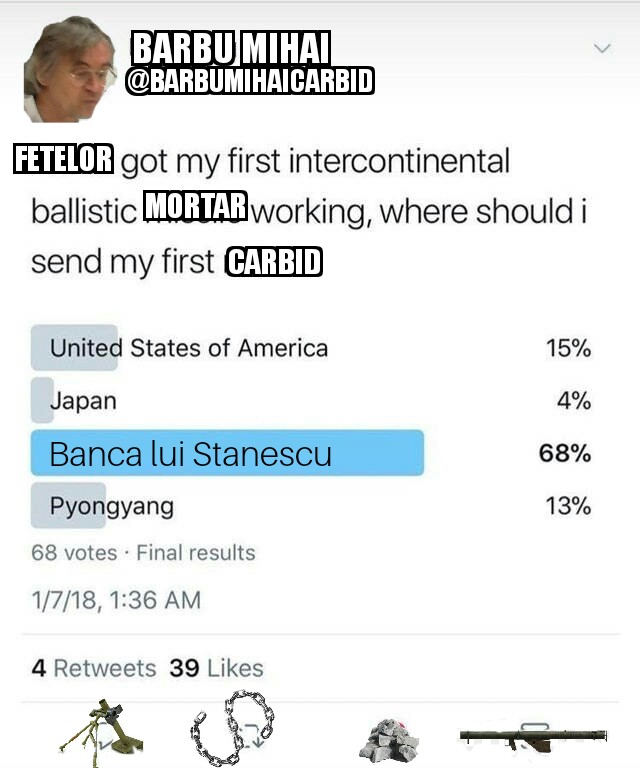 BARBU MIHAI
@BARBUMIHAICARBID
FETELOR got my first intercontinental
ballistic MORTAR working, where should i
send my first CARBID
United States of America 15%
Japan 4%
Banca lui Stanescu 68%
Pyongyang 13%
68 votes · Final results
1/7/18, 1:36 AM
4 Retweets 39 Likes